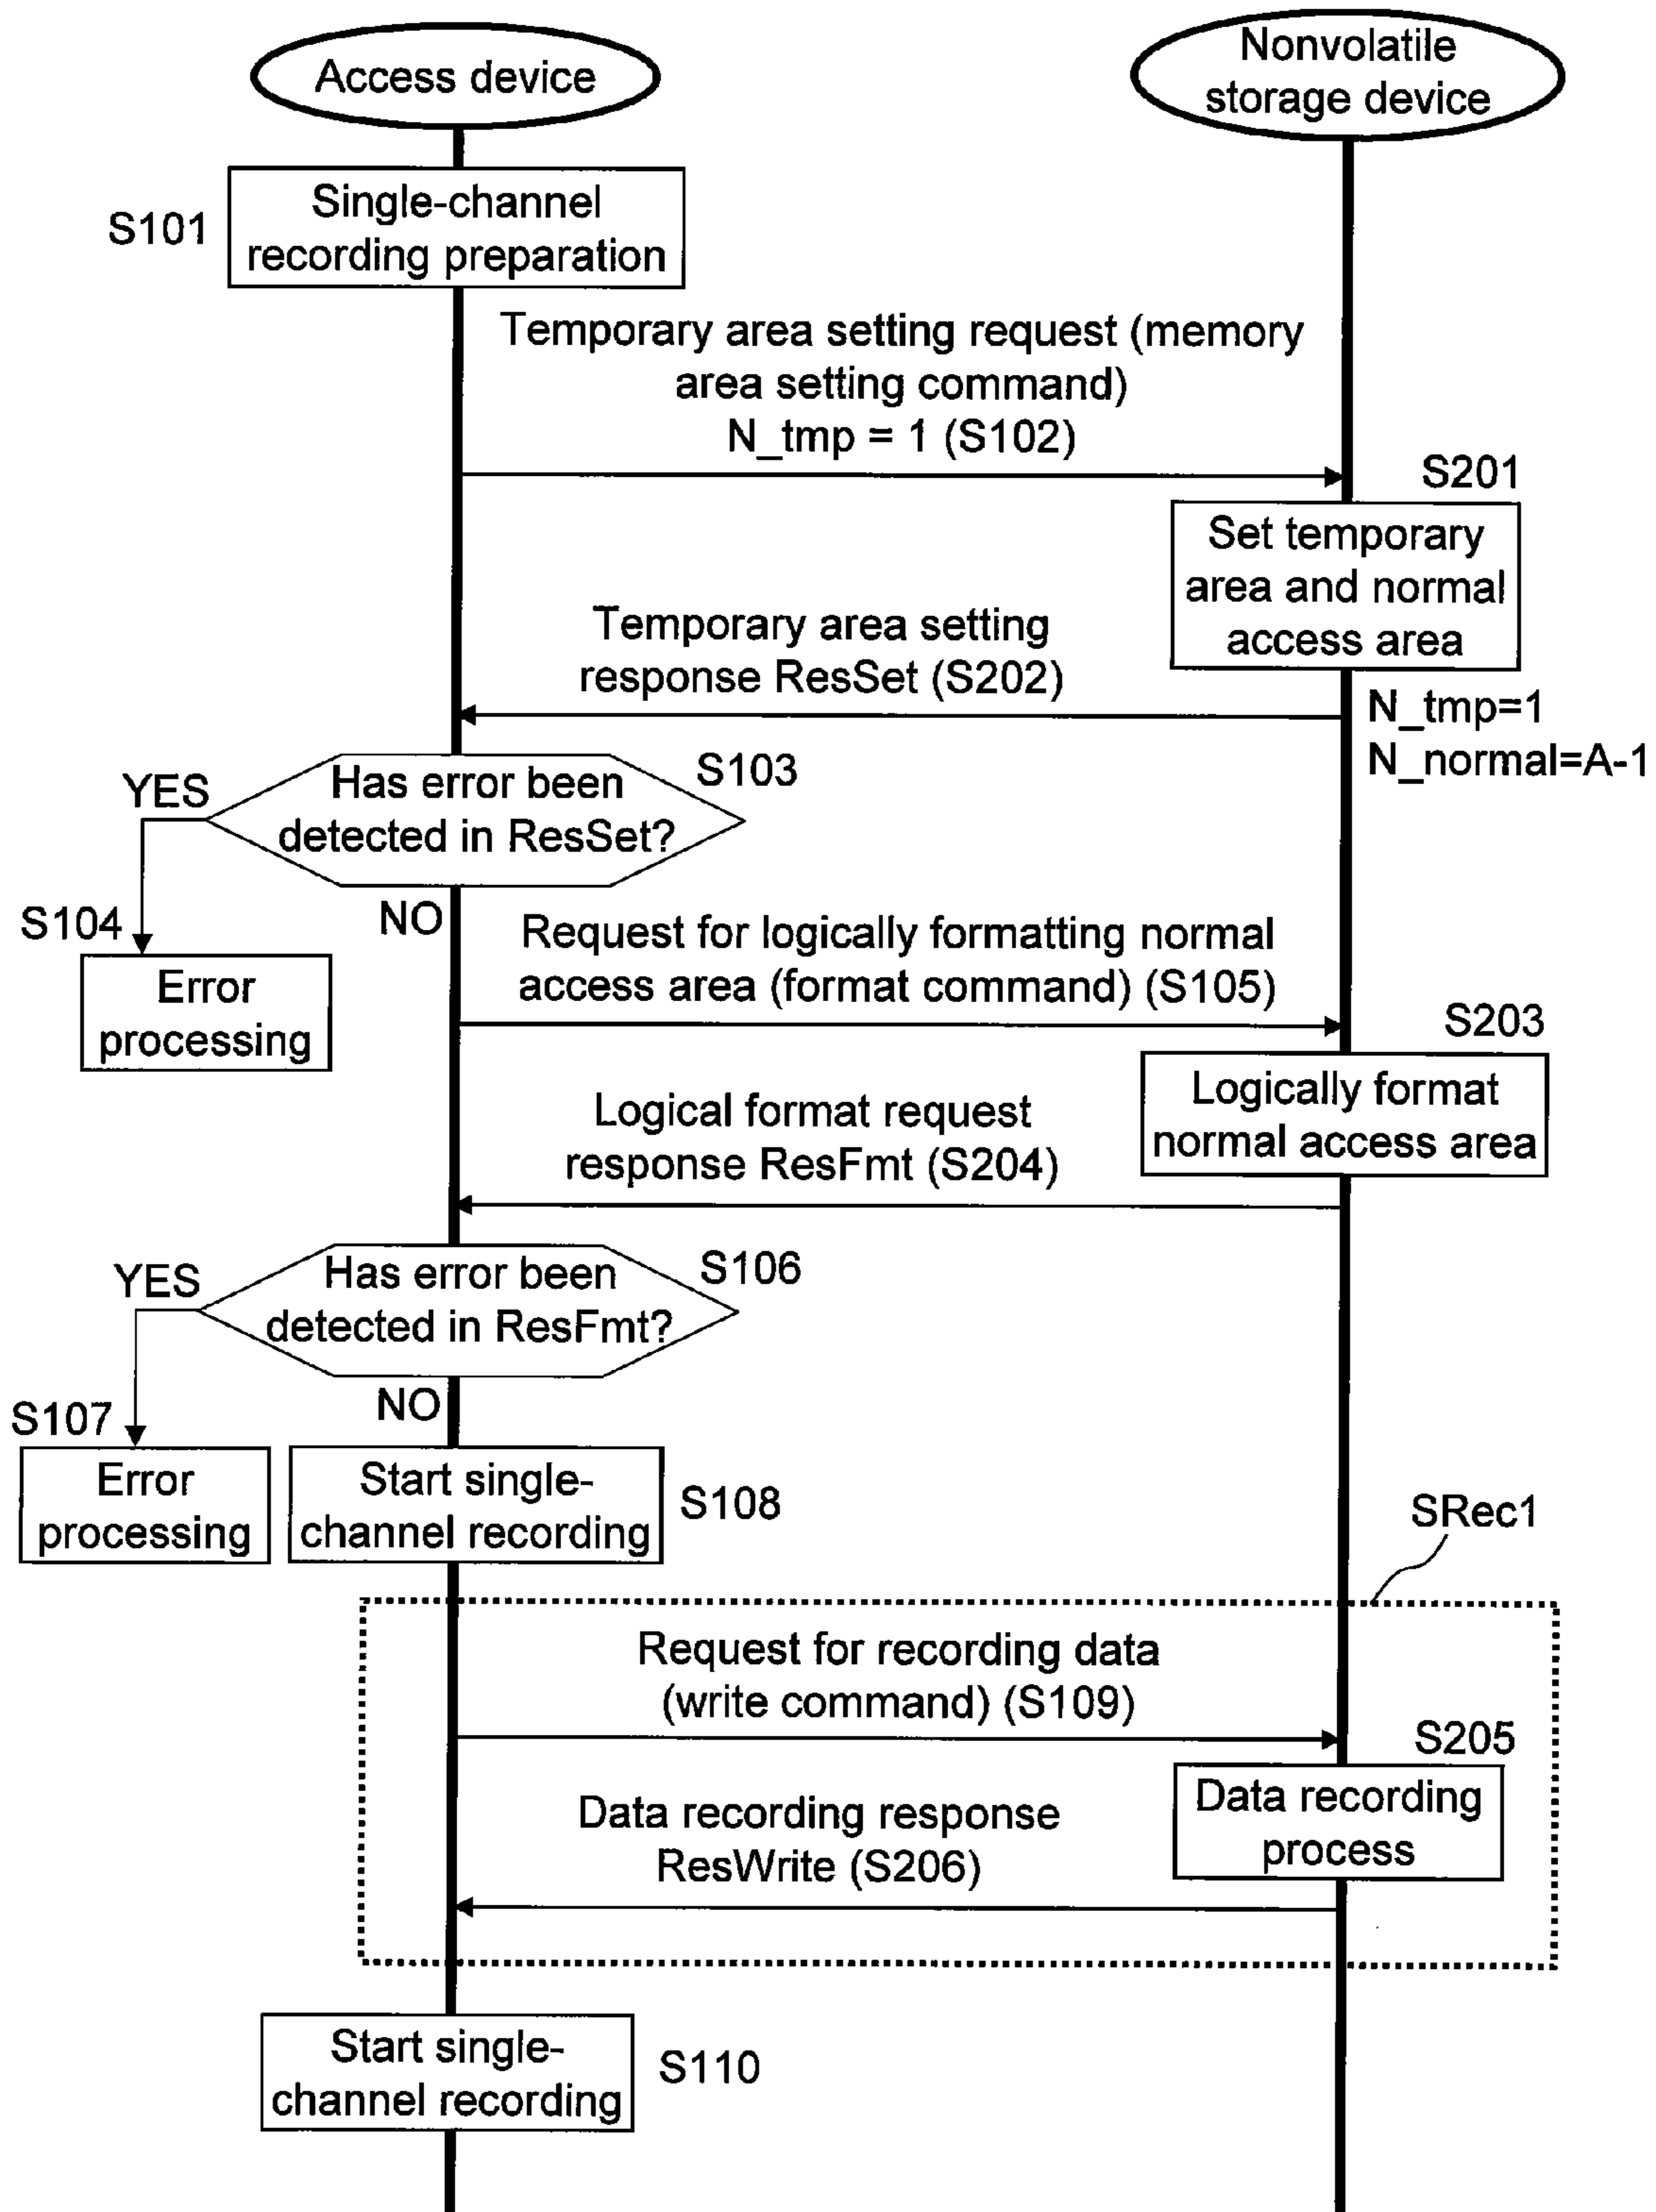 Access device
Nonvolatile
storage device
S101
Single-channel
recording preparation
Temporary area setting request (memory
area setting command)
N_tmp = 1 (S102)
S201
Set temporary
area and normal
access area
Temporary area setting
response ResSet (S202)
N_tmp=1
N_normal=A-1
YES
Has error been
detected in ResSet?
S103
S104
NO
Error
processing
Request for logically formatting normal
access area (format command) (S105)
S203
Logically format
normal access area
Logical format request
response ResFmt (S204)
YES
Has error been
detected in ResFmt?
S106
S107
NO
Error
processing
Start single-
channel recording
S108
SRec1
Request for recording data
(write command) (S109)
S205
Data recording
process
Data recording response
ResWrite (S206)
Start single-
channel recording
S110